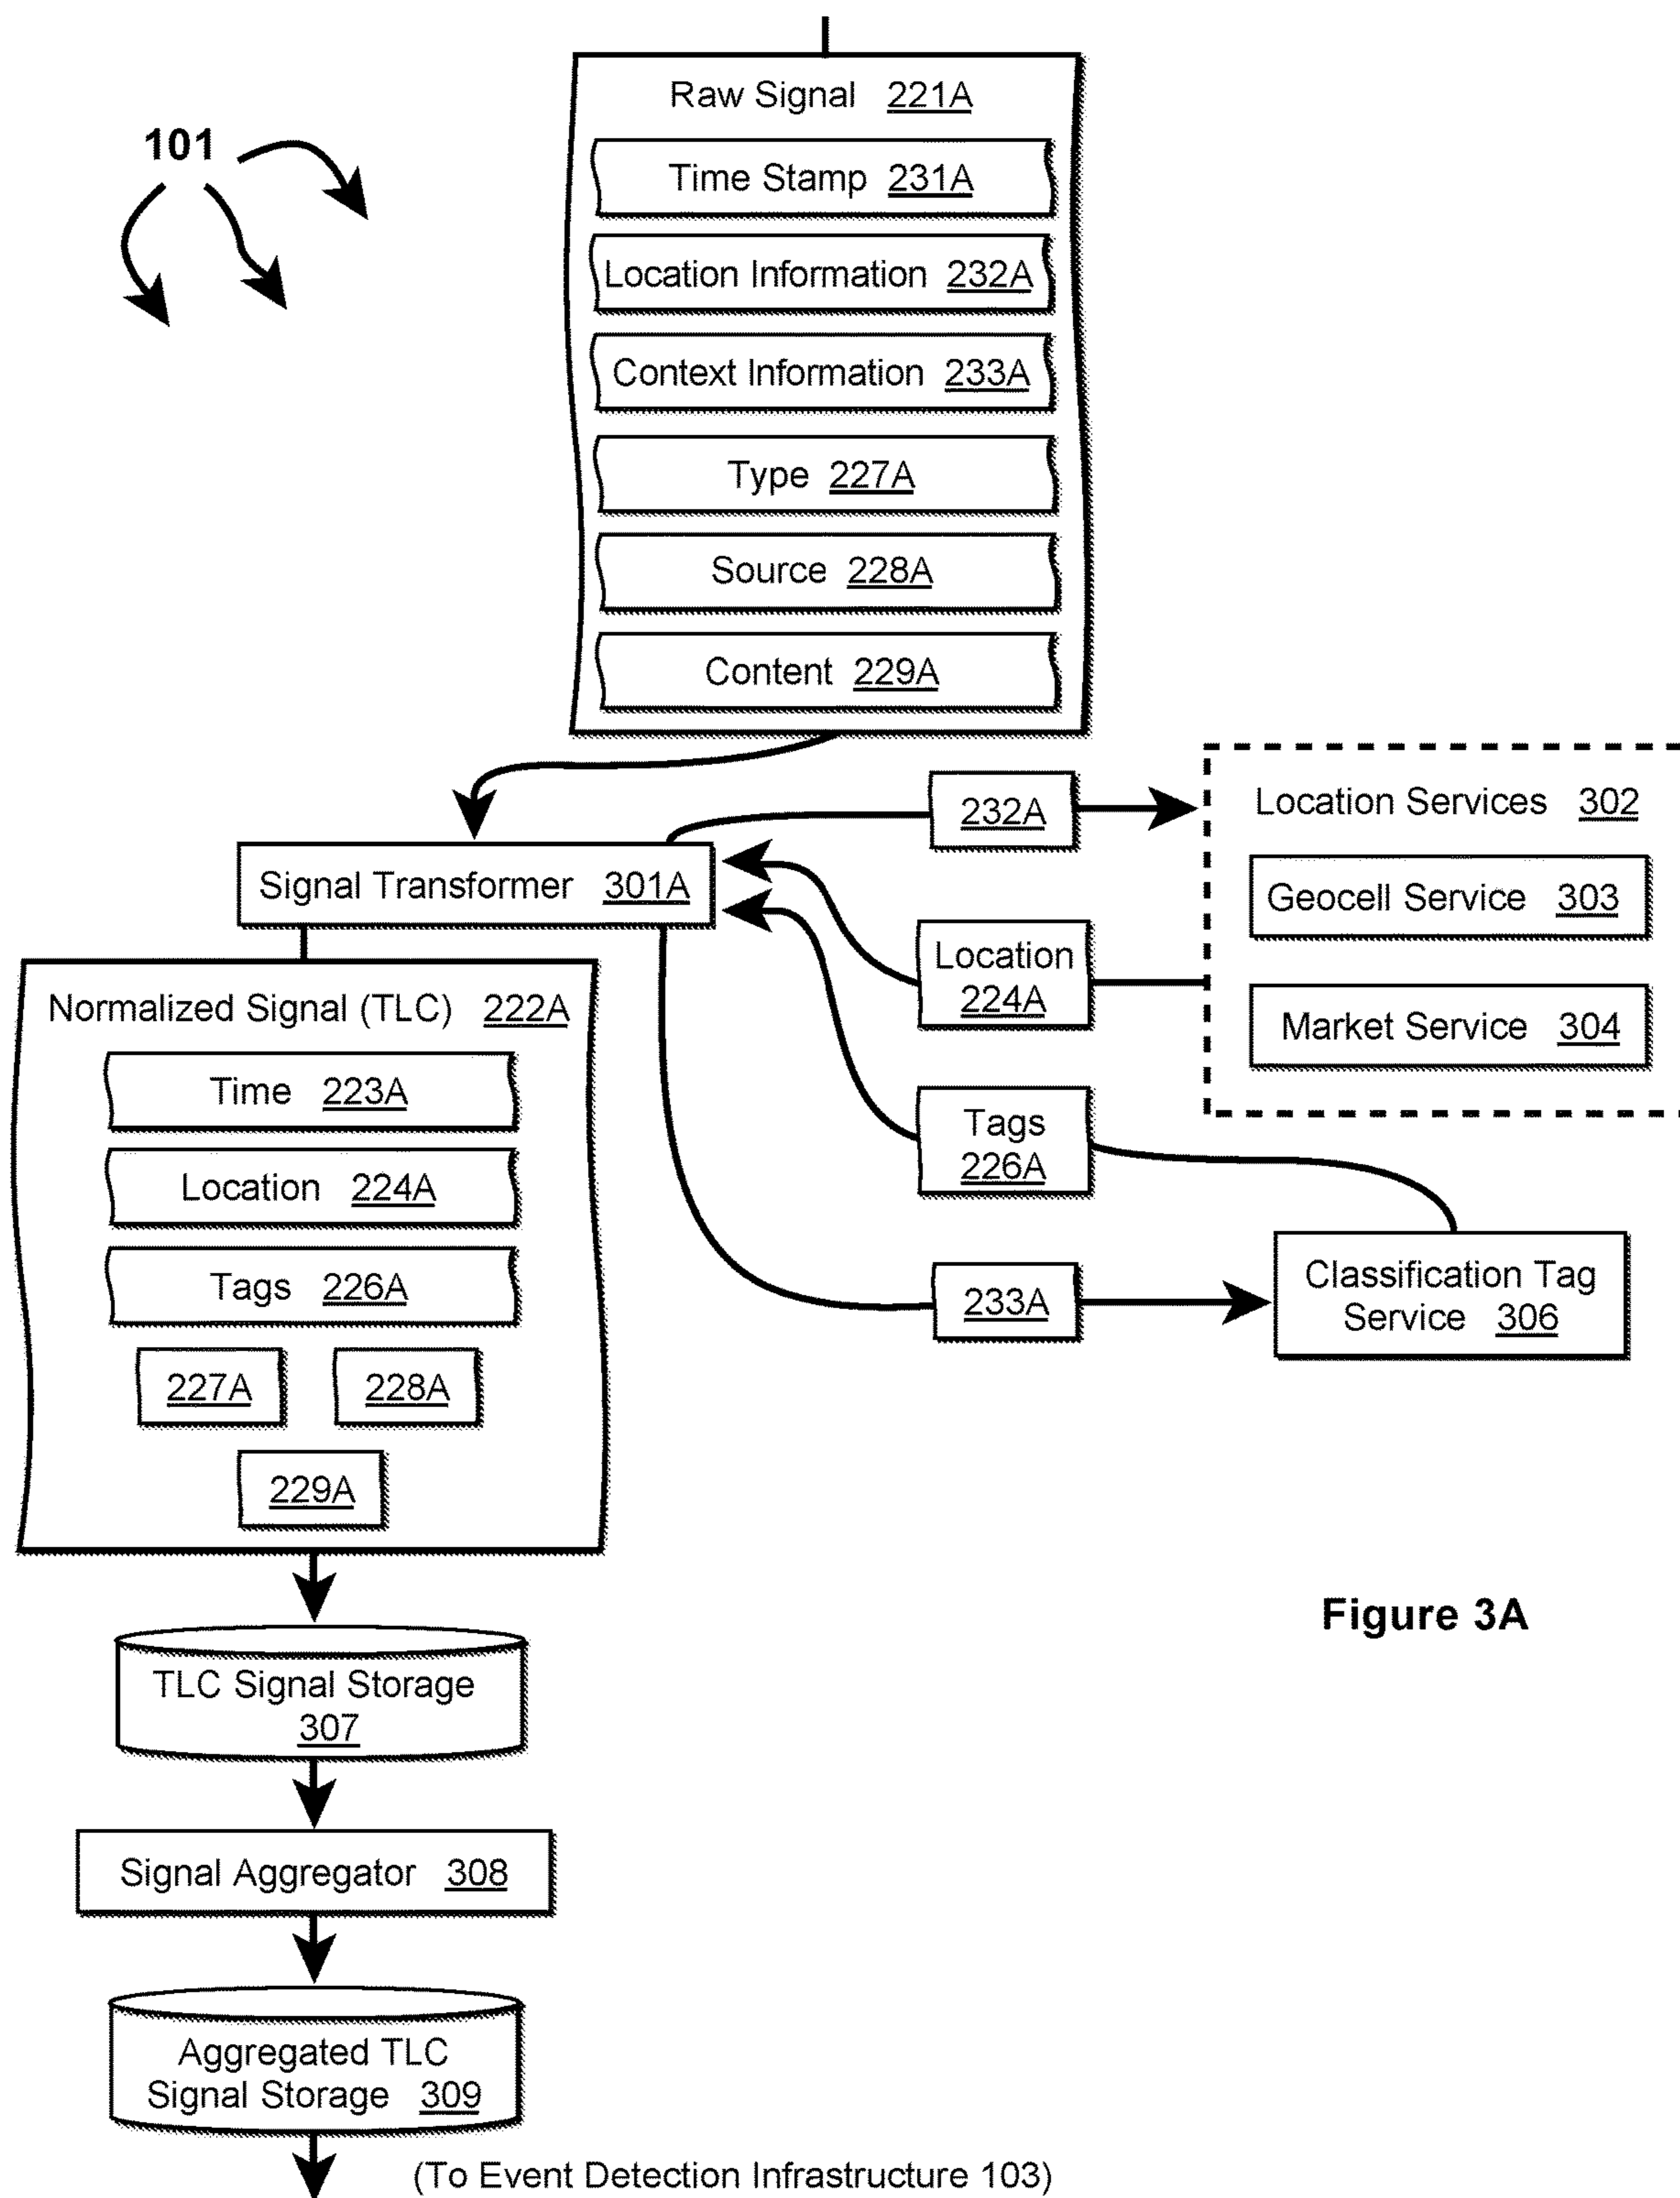 101
Raw Signal 221A
Time Stamp 231A
Location Information 232A
Context Information 233A
Type 227A
Source 228A
Content 229A
232A
Location Services 302
Geocell Service 303
Market Service 304
Signal Transformer 301A
Location
224A
Tags
226A
233A
Classification Tag
Service 306
Normalized Signal (TLC) 222A
Time 223A
Location 224A
Tags 226A
227A
228A
229A
Figure 3A
TLC Signal Storage
307
Signal Aggregator 308
Aggregated TLC
Signal Storage 309
(To Event Detection Infrastructure 103)